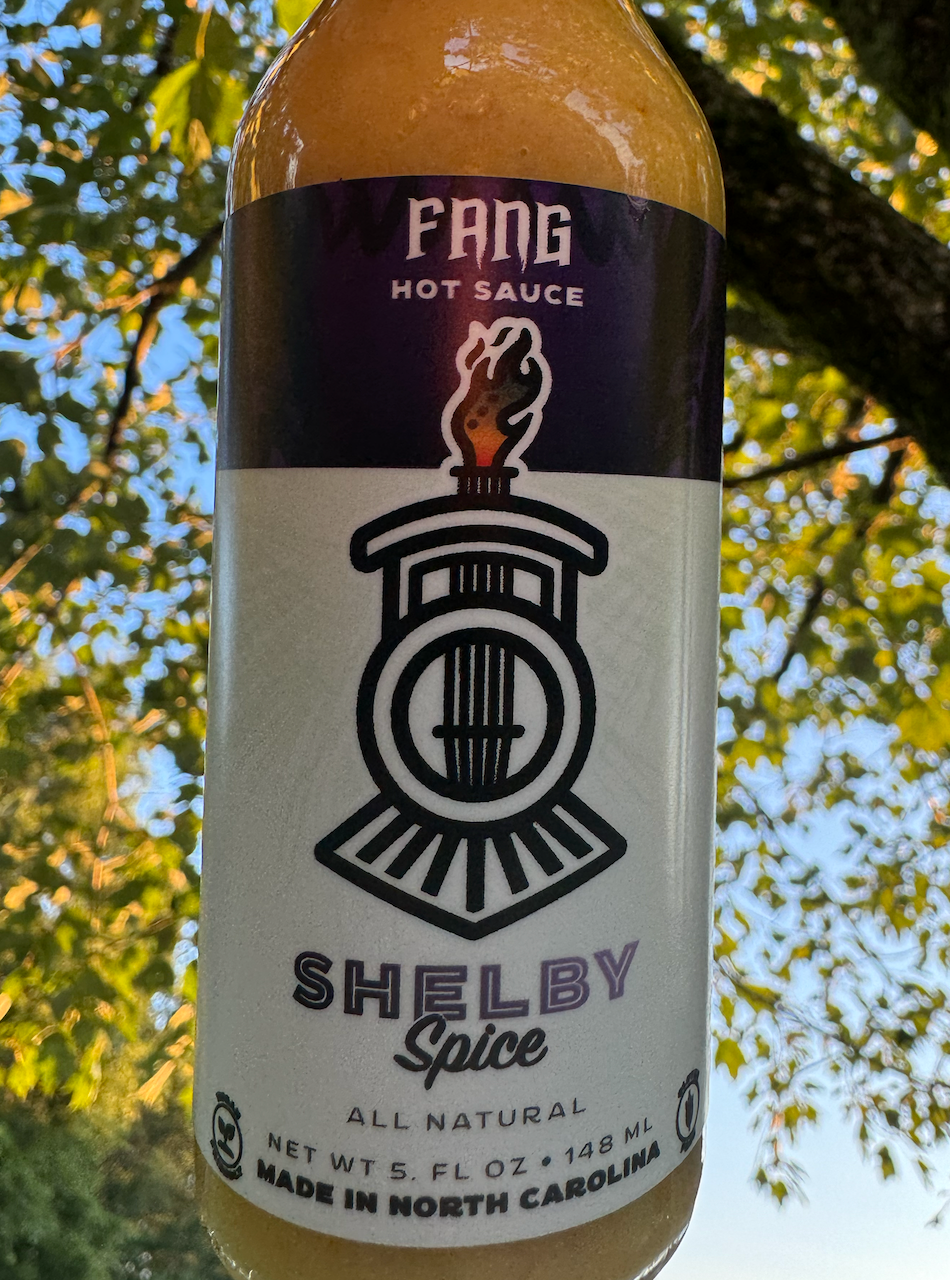 FANG
HOT SAUCE
SHELBY
Spice
ALL NATURAL
NET WT 5. FL OZ • 148 ML
MADE IN NORTH CAROLINA